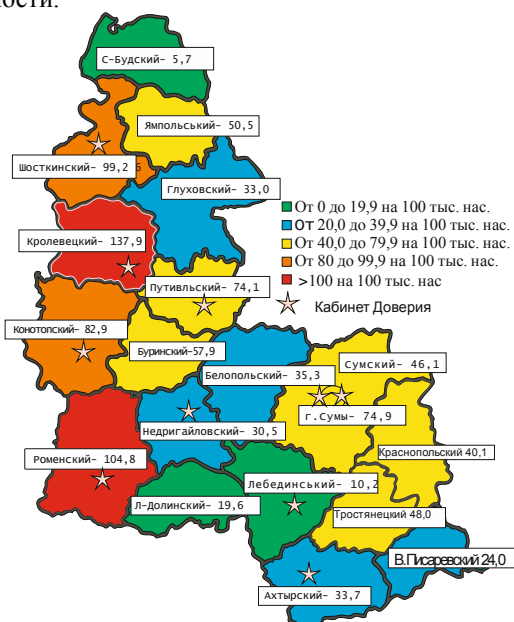 ности.
С-Будский- 5,7
Ямпольський- 50,5
Шосткинский- 99,2
Глуховский- 33,0
От 0 до 19,9 на 100 тыс. нас.
от 20,0 до 39,9 на 100 тыс. нас.
От 40,0 до 79,9 на 100 тыс. нас.
От 80 до 99,9 на 100 тыс. нас.
>100 на 100 тыс. нас
Кабинет Доверия
Кролевецкий- 137,9
Путивльский- 74,1
Конотопский- 82,9
Буринский-57,9
Белопольский- 35,3
Сумский- 46,1
г.Сумы- 74,9
Недригайловский- 30,5
Краснопольский 40,1
Роменский- 104,8
Лебединський- 10,2
Л-Долинский- 19,6
Тростянецкий 48,0
В.Писаревский 24,0
Ахтырский- 33,7